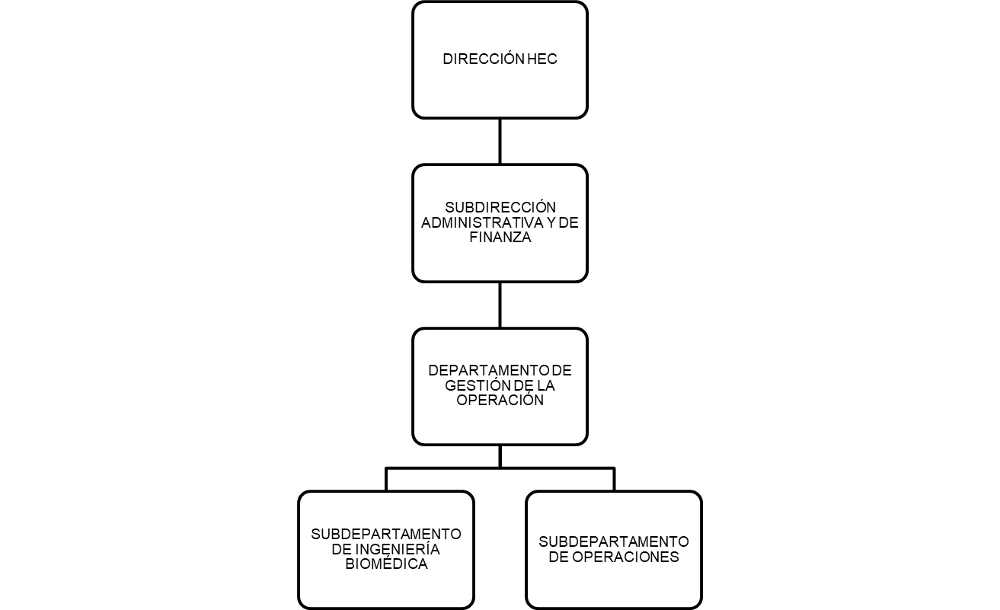 DIRECCIÓN HEC
SUBDIRECCIÓN
ADMINISTRATIVA Y DE
FINANZA
DEPARTAMENTO DE
GESTIÓN DE LA
OPERACIÓN
SUBDEPARTAMENTO
DE INGENIERÍA
BIOMÉDICA
SUBDEPARTAMENTO
DE OPERACIONES